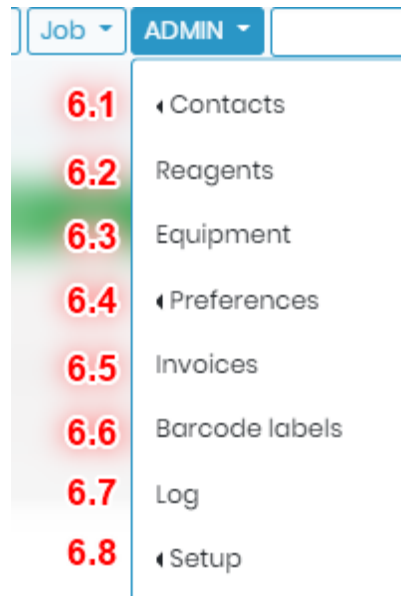 Job ADMIN
6.1 Contacts
6.2 Reagents
6.3 Equipment
6.4 Preferences
6.5 Invoices
6.6 Barcode labels
6.7 Log
6.8 Setup